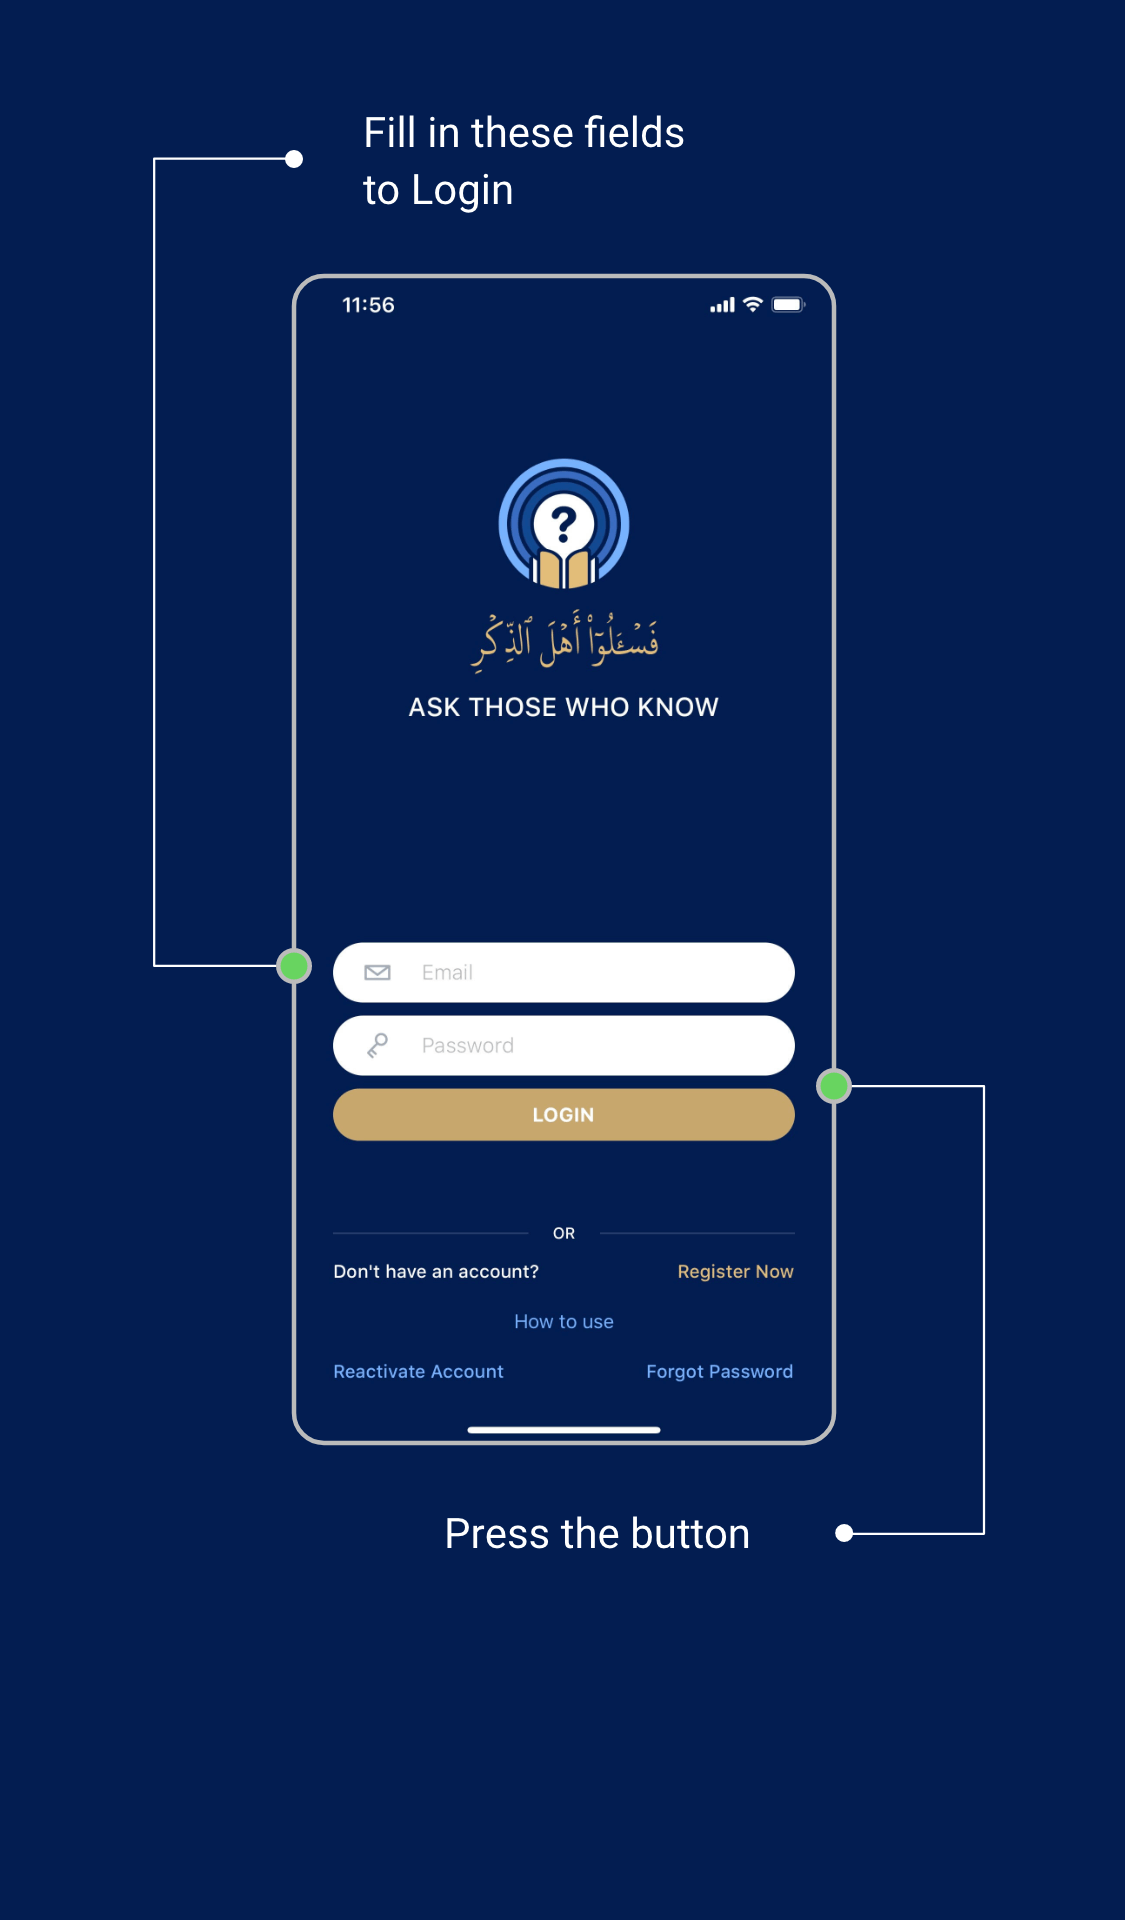 Fill in these fields
to Login
11:56
?
فَسْـَٔلُوٓا۟ أَهْلَ ٱلذِّكْرِ
ASK THOSE WHO KNOW
Email
Password
LOGIN
OR
Don't have an account? Register Now
How to use
Reactivate Account Forgot Password
Press the button